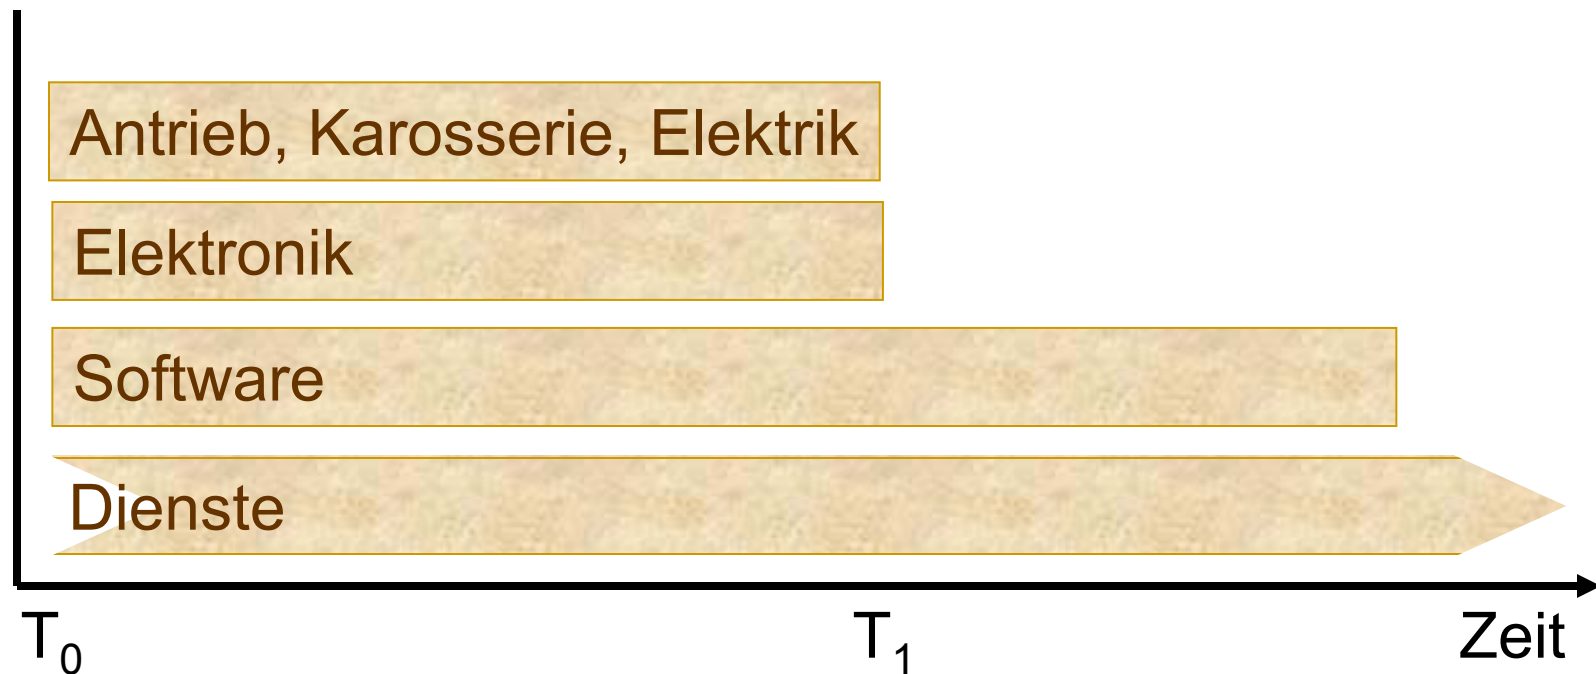 Antrieb, Karosserie, Elektrik
Elektronik
Software
Dienste
T₀ T₁ Zeit